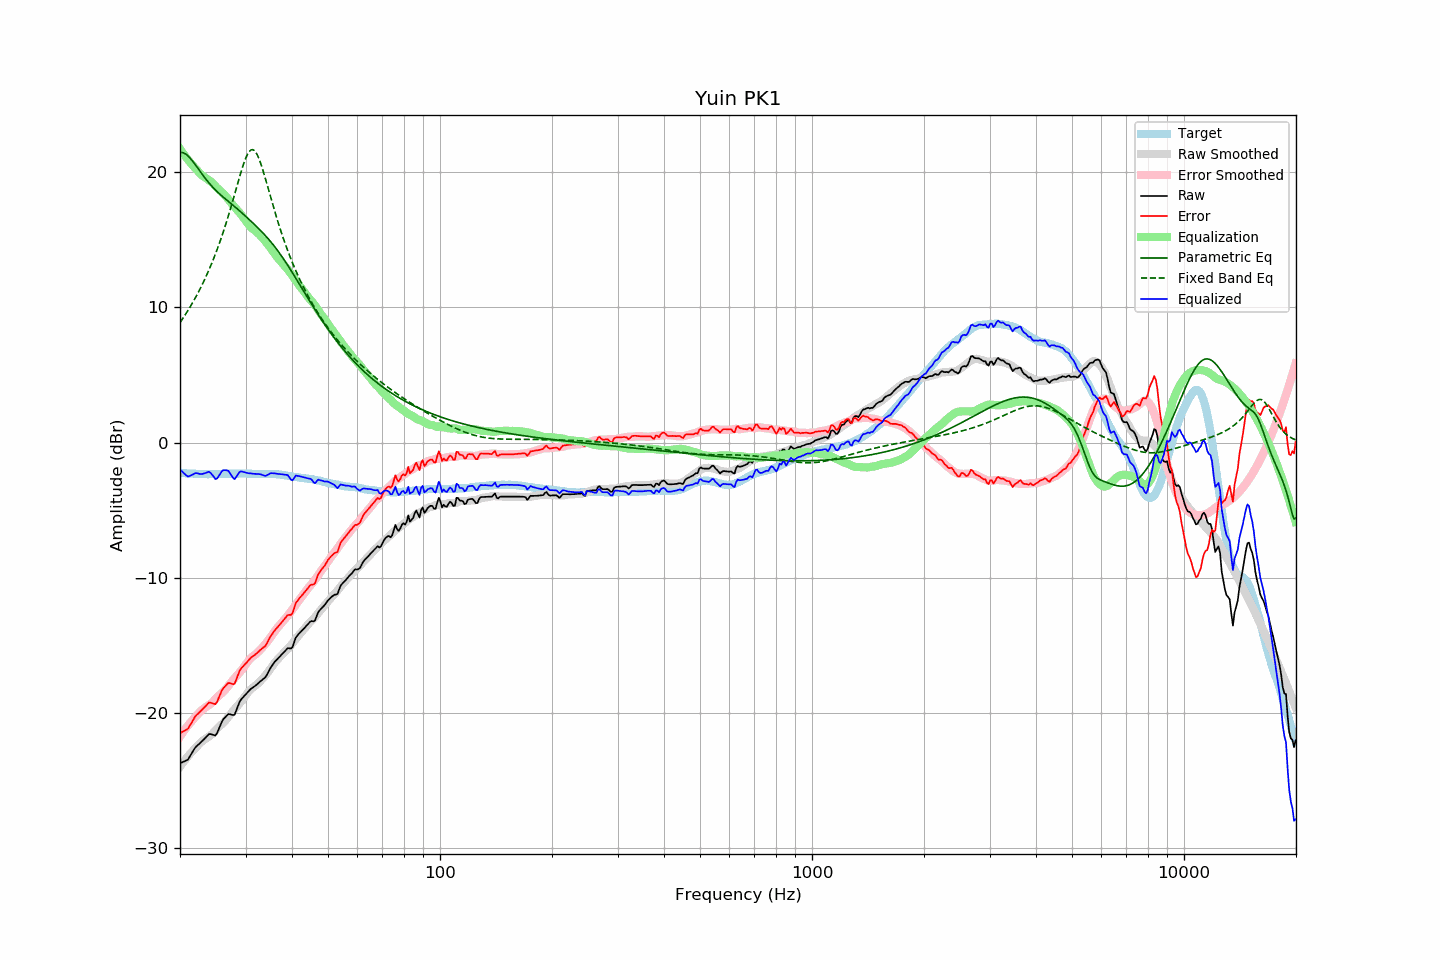 Yuin PK1
Target
Raw Smoothed
Error Smoothed
Raw
Error
Equalization
Parametric Eq
Fixed Band Eq
Equalized
20
10
0
−10
−20
−30
Amplitude (dBr)
100
1000
10000
Frequency (Hz)